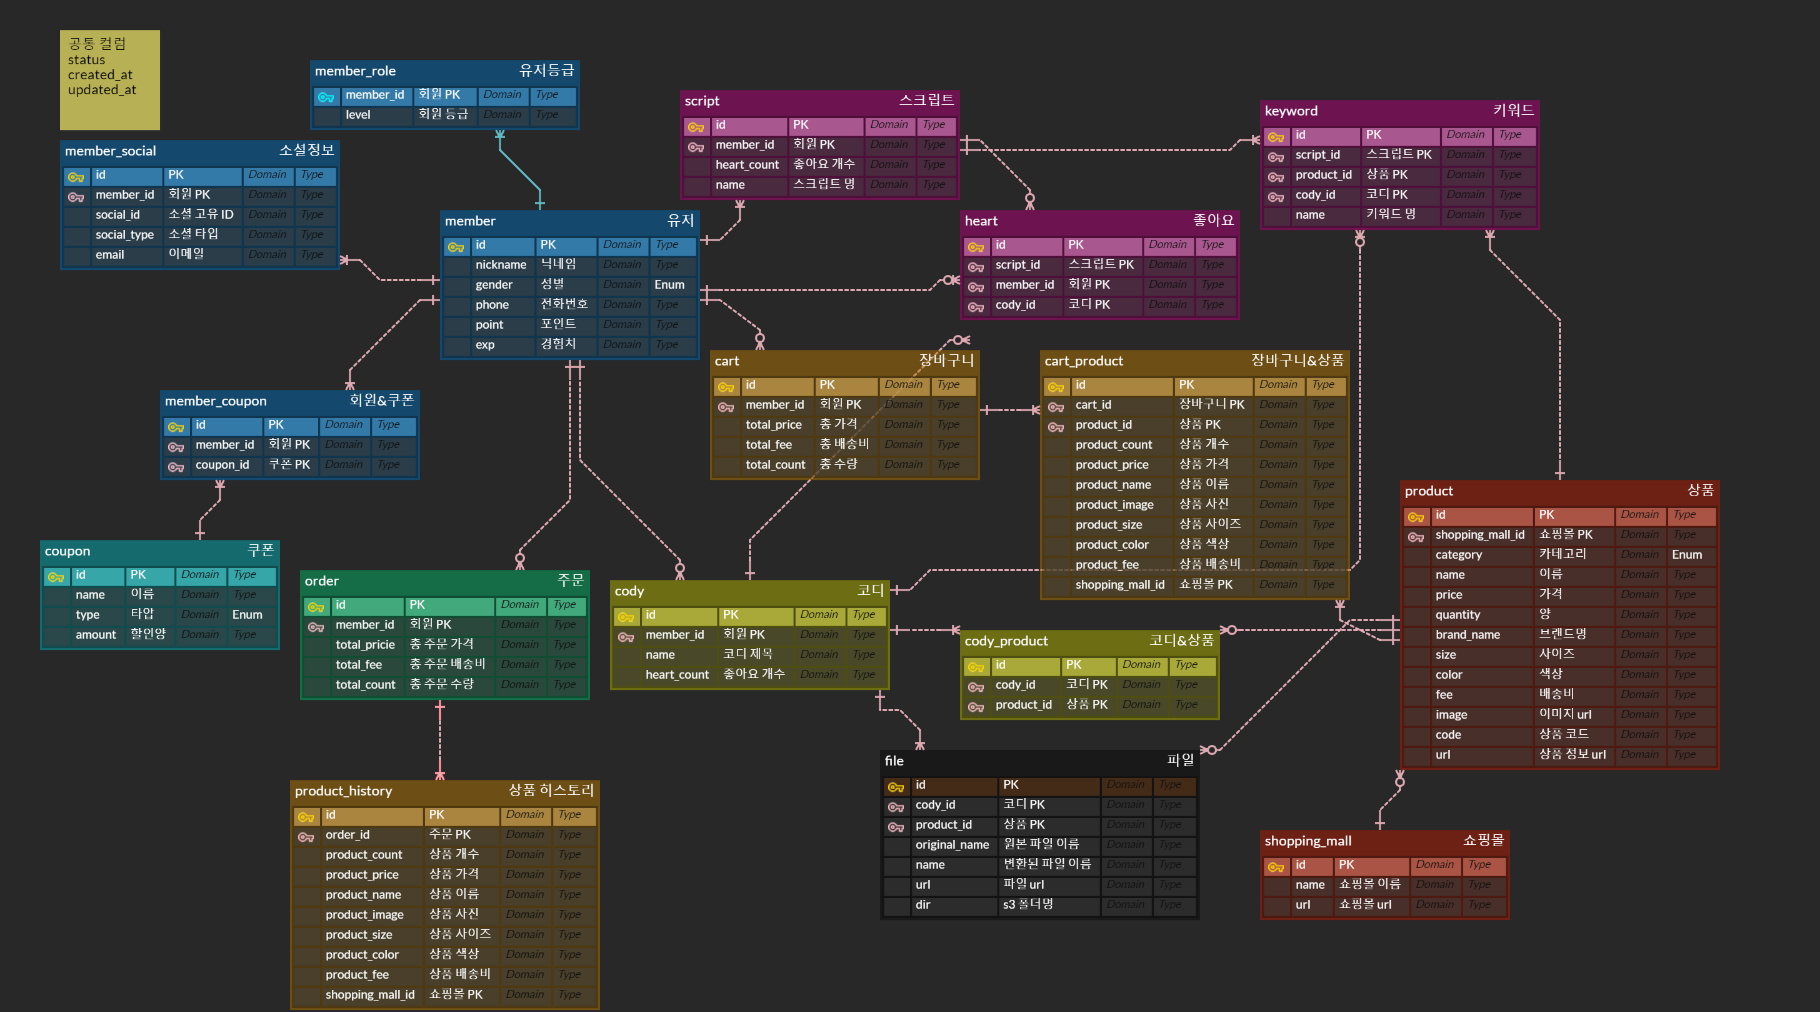 공통 컬럼
status
created_at
updated_at
member_role 유저등급
member_id 회원 PK Domain Type
level 회원 등급 Domain Type
member_social 소셜정보
id PK Domain Type
member_id 회원 PK Domain Type
social_id 소셜 고유 ID Domain Type
social_type 소셜 타입 Domain Type
email 이메일 Domain Type
member 유저
id PK Domain Type
nickname 닉네임 Domain Type
gender 성별 Domain Enum
phone 전화번호 Domain Type
point 포인트 Domain Type
exp 경험치 Domain Type
script 스크립트
id PK Domain Type
member_id 회원 PK Domain Type
heart_count 좋아요 개수 Domain Type
name 스크립트 명 Domain Type
keyword 키워드
id PK Domain Type
script_id 스크립트 PK Domain Type
product_id 상품 PK Domain Type
cody_id 코디 PK Domain Type
name 키워드 명 Domain Type
heart 좋아요
id PK Domain Type
script_id 스크립트 PK Domain Type
member_id 회원 PK Domain Type
cody_id 코디 PK Domain Type
member_coupon 회원&쿠폰
id PK Domain Type
member_id 회원 PK Domain Type
coupon_id 쿠폰 PK Domain Type
cart 장바구니
id PK Domain Type
member_id 회원 PK Domain Type
total_price 총 가격 Domain Type
total_fee 총 배송비 Domain Type
total_count 총 수량 Domain Type
cart_product 장바구니&상품
id PK Domain Type
cart_id 장바구니 PK Domain Type
product_id 상품 PK Domain Type
product_count 상품 개수 Domain Type
product_price 상품 가격 Domain Type
product_name 상품 이름 Domain Type
product_image 상품 사진 Domain Type
product_size 상품 사이즈 Domain Type
product_color 상품 색상 Domain Type
product_fee 상품 배송비 Domain Type
shopping_mall_id 쇼핑몰 PK Domain Type
coupon 쿠폰
id PK Domain Type
name 이름 Domain Type
type 타입 Domain Enum
amount 할인양 Domain Type
order 주문
id PK Domain Type
member_id 회원 PK Domain Type
total_pricie 총 주문 가격 Domain Type
total_fee 총 주문 배송비 Domain Type
total_count 총 주문 수량 Domain Type
cody 코디
id PK Domain Type
member_id 회원 PK Domain Type
name 코디 제목 Domain Type
heart_count 좋아요 개수 Domain Type
cody_product 코디&상품
id PK Domain Type
cody_id 코디 PK Domain Type
product_id 상품 PK Domain Type
product 상품
id PK Domain Type
shopping_mall_id 쇼핑몰 PK Domain Type
category 카테고리 Domain Enum
name 이름 Domain Type
price 가격 Domain Type
quantity 양 Domain Type
brand_name 브랜드명 Domain Type
size 사이즈 Domain Type
color 색상 Domain Type
fee 배송비 Domain Type
image 이미지 url Domain Type
code 상품 코드 Domain Type
url 상품 정보 url Domain Type
product_history 상품 히스토리
id PK Domain Type
order_id 주문 PK Domain Type
product_count 상품 개수 Domain Type
product_price 상품 가격 Domain Type
product_name 상품 이름 Domain Type
product_image 상품 사진 Domain Type
product_size 상품 사이즈 Domain Type
product_color 상품 색상 Domain Type
product_fee 상품 배송비 Domain Type
shopping_mall_id 쇼핑몰 PK Domain Type
file 파일
id PK Domain Type
cody_id 코디 PK Domain Type
product_id 상품 PK Domain Type
original_name 원본 파일 이름 Domain Type
name 변환된 파일 이름 Domain Type
url 파일 url Domain Type
dir s3 폴더명 Domain Type
shopping_mall 쇼핑몰
id PK Domain Type
name 쇼핑몰 이름 Domain Type
url 쇼핑몰 url Domain Type